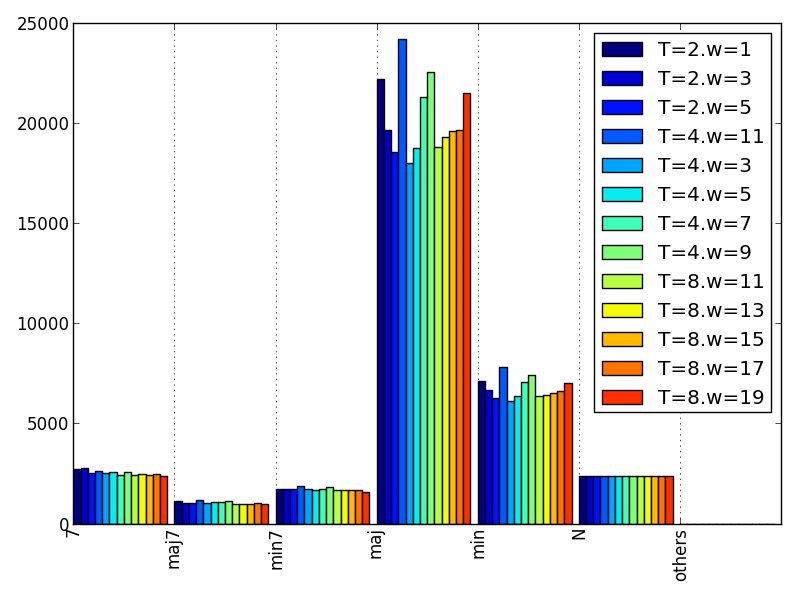 25000
20000
15000
10000
5000
0
7
maj7
min7
maj
min
N
others
T=2.w=1
T=2.w=3
T=2.w=5
T=4.w=11
T=4.w=3
T=4.w=5
T=4.w=7
T=4.w=9
T=8.w=11
T=8.w=13
T=8.w=15
T=8.w=17
T=8.w=19